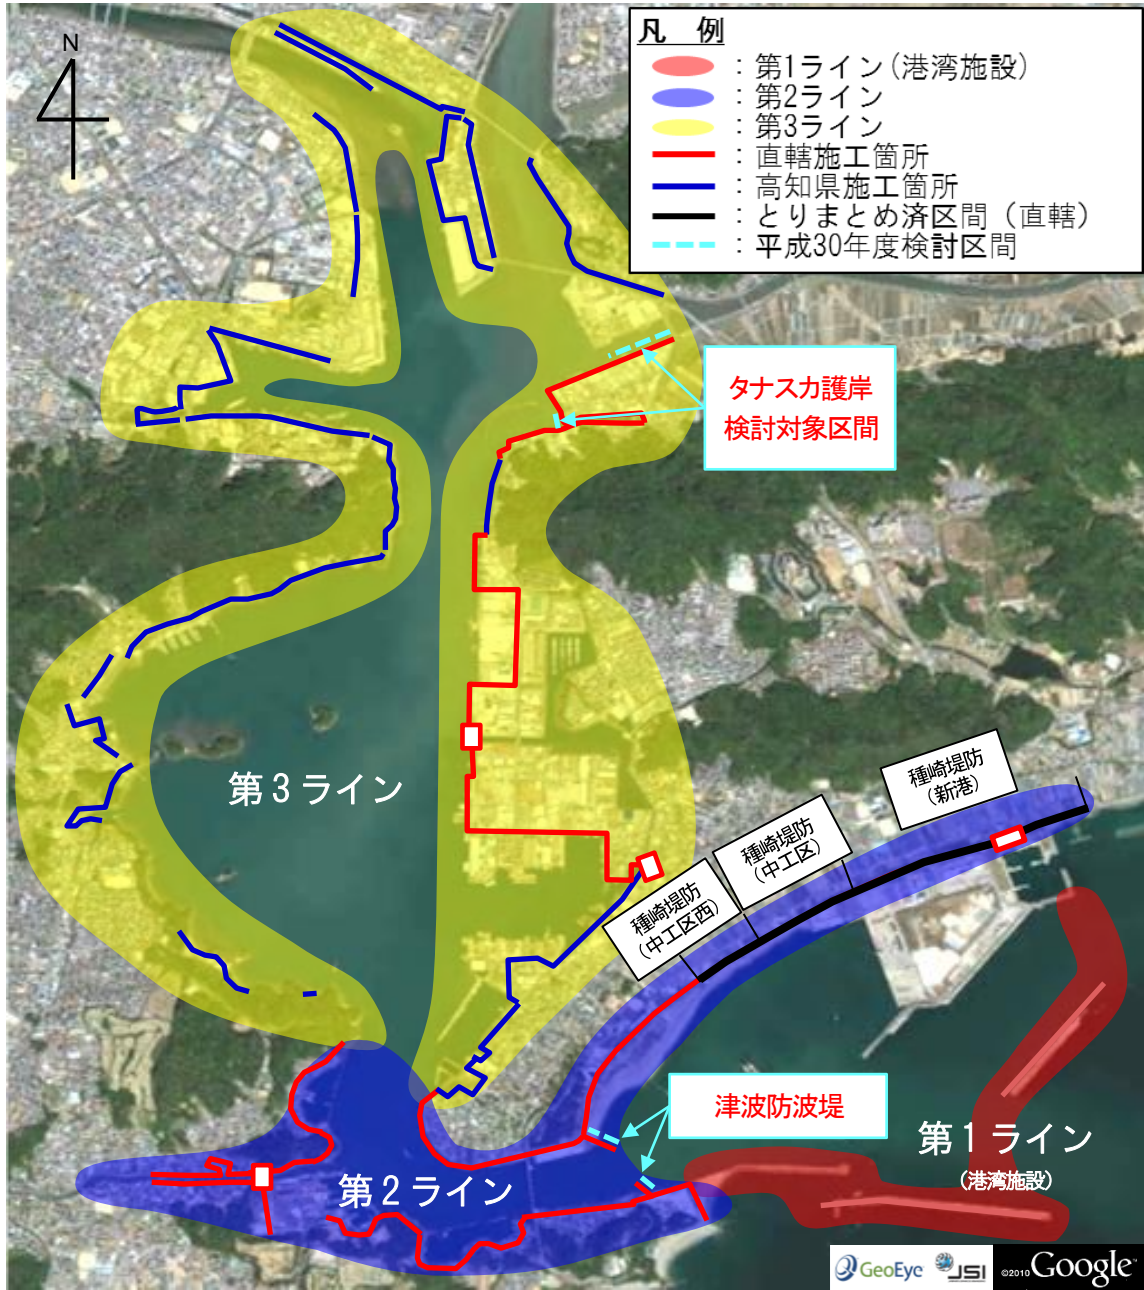 N
凡 例
：第1ライン(港湾施設)
：第2ライン
：第3ライン
：直轄施工箇所
：高知県施工箇所
：とりまとめ済区間（直轄）
：平成30年度検討区間
タナスカ護岸
検討対象区間
第３ライン
種崎堤防
(新港)
種崎堤防
(中工区)
種崎堤防
(中工区西)
津波防波堤
第１ライン
(港湾施設)
第２ライン
GeoEye
JSI
©2010 Google